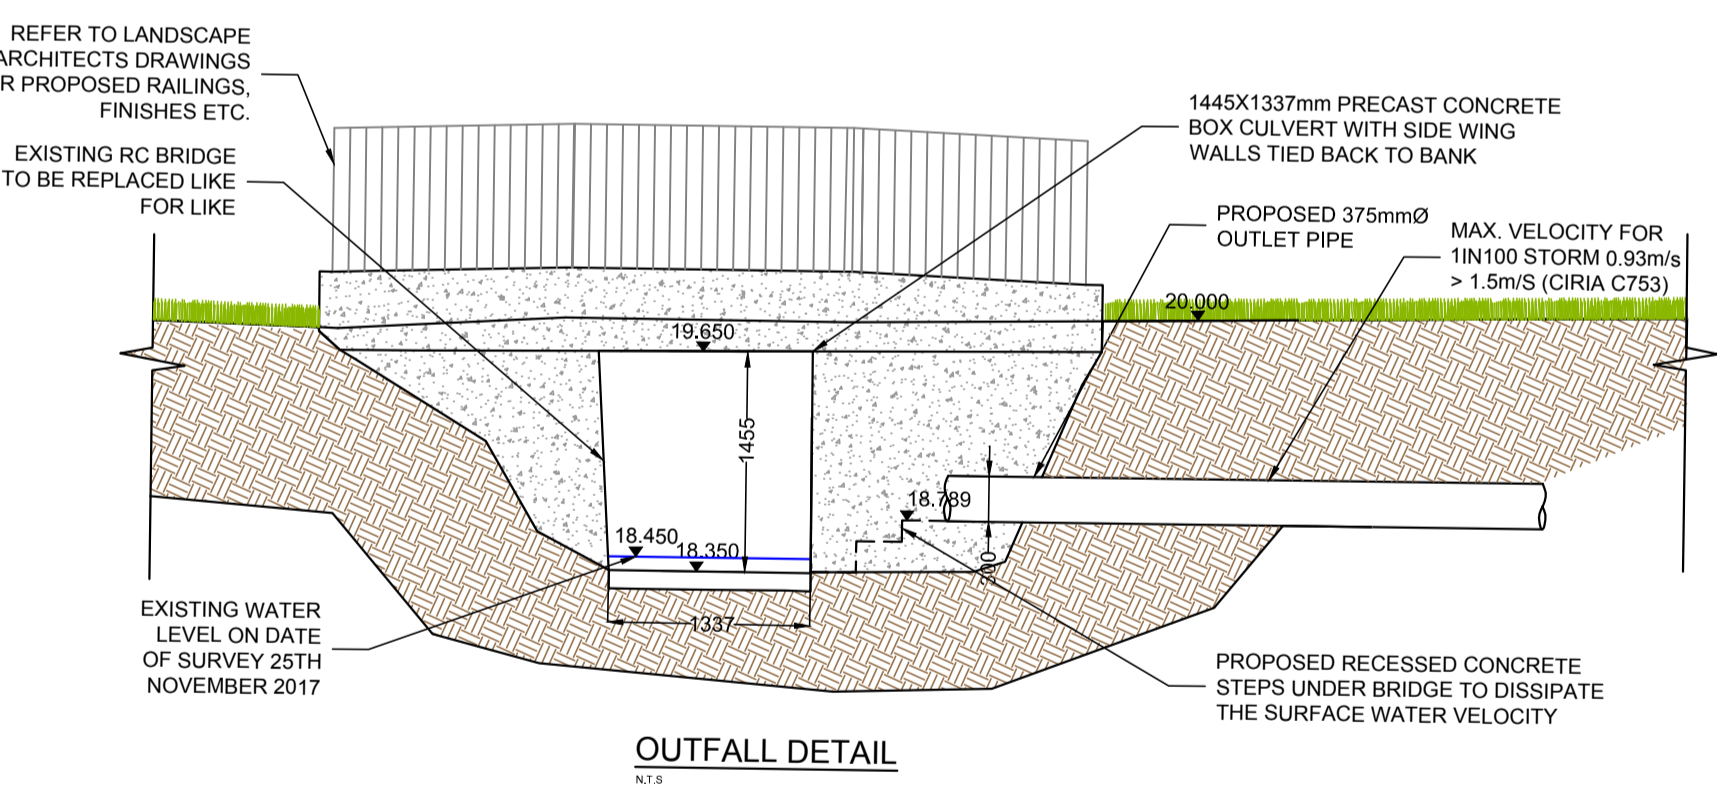 REFER TO LANDSCAPE
ARCHITECTS DRAWINGS
R PROPOSED RAILINGS,
FINISHES ETC.
EXISTING RC BRIDGE
TO BE REPLACED LIKE
FOR LIKE
1445X1337mm PRECAST CONCRETE
BOX CULVERT WITH SIDE WING
WALLS TIED BACK TO BANK
PROPOSED 375mmØ
OUTLET PIPE
MAX. VELOCITY FOR
1IN100 STORM 0.93m/s
> 1.5m/S (CIRIA C753)
20.000
19.650
1455
18.789
18.450
18.350
300
1337
EXISTING WATER
LEVEL ON DATE
OF SURVEY 25TH
NOVEMBER 2017
PROPOSED RECESSED CONCRETE
STEPS UNDER BRIDGE TO DISSIPATE
THE SURFACE WATER VELOCITY
OUTFALL DETAIL
N.T.S